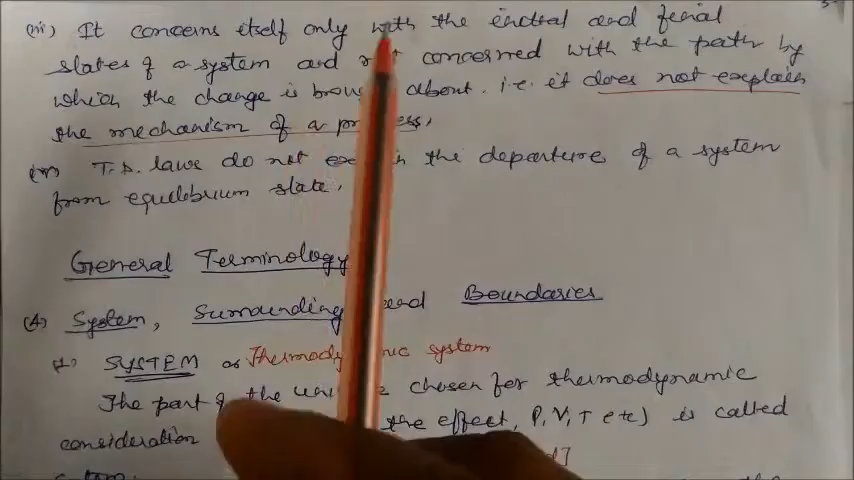 (iii) It concerns itself only with the initial and final
states of a system and not concerned with the path by
which the change is brought about. i.e. it does not explain
the mechanism of a process.
(iv) T.D. laws do not explain the departure of a system
from equilibrium state.
General Terminology
(A) System, Surrounding and Boundaries
1. SYSTEM or Thermodynamic system
The part of the universe chosen for thermodynamic
consideration the effect, P, V, T etc) is called